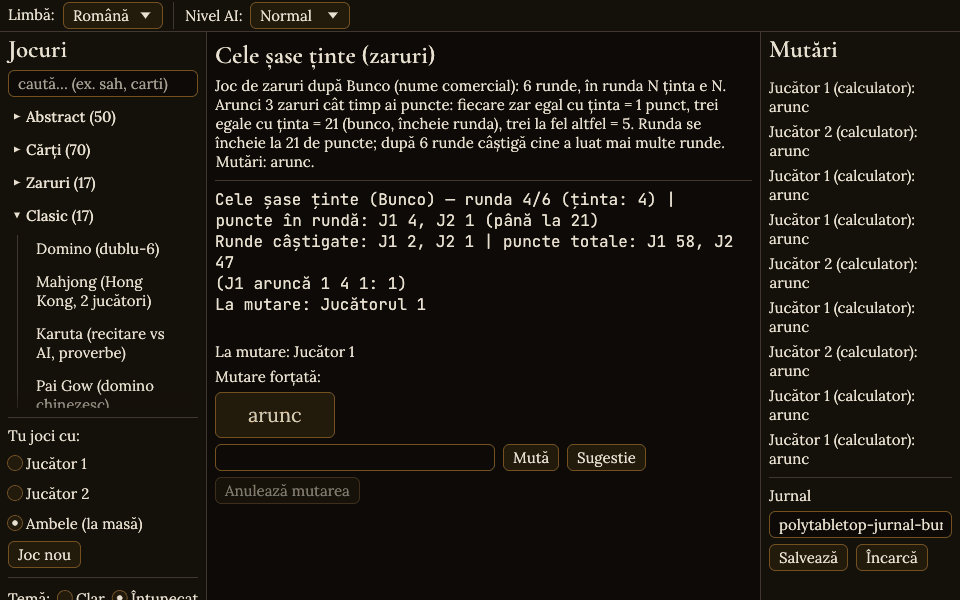 Limbă: Română ▼ Nivel AI: Normal ▼
Jocuri
caută... (ex. sah, carti)
▸ Abstract (50)
▸ Cărți (70)
▸ Zaruri (17)
▾ Clasic (17)
Domino (dublu-6)
Mahjong (Hong
Kong, 2 jucători)
Karuta (recitare vs
AI, proverbe)
Pai Gow (domino
chinezesc)
Tu joci cu:
Jucător 1
Jucător 2
Ambele (la masă)
Joc nou
Temă: Clar Întunecat
Cele șase ținte (zaruri)
Joc de zaruri după Bunco (nume comercial): 6 runde, în runda N ținta e N.
Arunci 3 zaruri cât timp ai puncte: fiecare zar egal cu ținta = 1 punct, trei
egale cu ținta = 21 (bunco, încheie runda), trei la fel altfel = 5. Runda se
încheie la 21 de puncte; după 6 runde câștigă cine a luat mai multe runde.
Mutări: arunc.
Cele șase ținte (Bunco) — runda 4/6 (ținta: 4) |
puncte în rundă: J1 4, J2 1 (până la 21)
Runde câștigate: J1 2, J2 1 | puncte totale: J1 58, J2
47
(J1 aruncă 1 4 1: 1)
La mutare: Jucătorul 1
La mutare: Jucător 1
Mutare forțată:
arunc
Mută Sugestie
Anulează mutarea
Mutări
Jucător 1 (calculator):
arunc
Jucător 2 (calculator):
arunc
Jucător 1 (calculator):
arunc
Jucător 1 (calculator):
arunc
Jucător 2 (calculator):
arunc
Jucător 1 (calculator):
arunc
Jucător 2 (calculator):
arunc
Jucător 1 (calculator):
arunc
Jucător 1 (calculator):
arunc
Jurnal
polytabletop-jurnal-bun
Salvează Încarcă